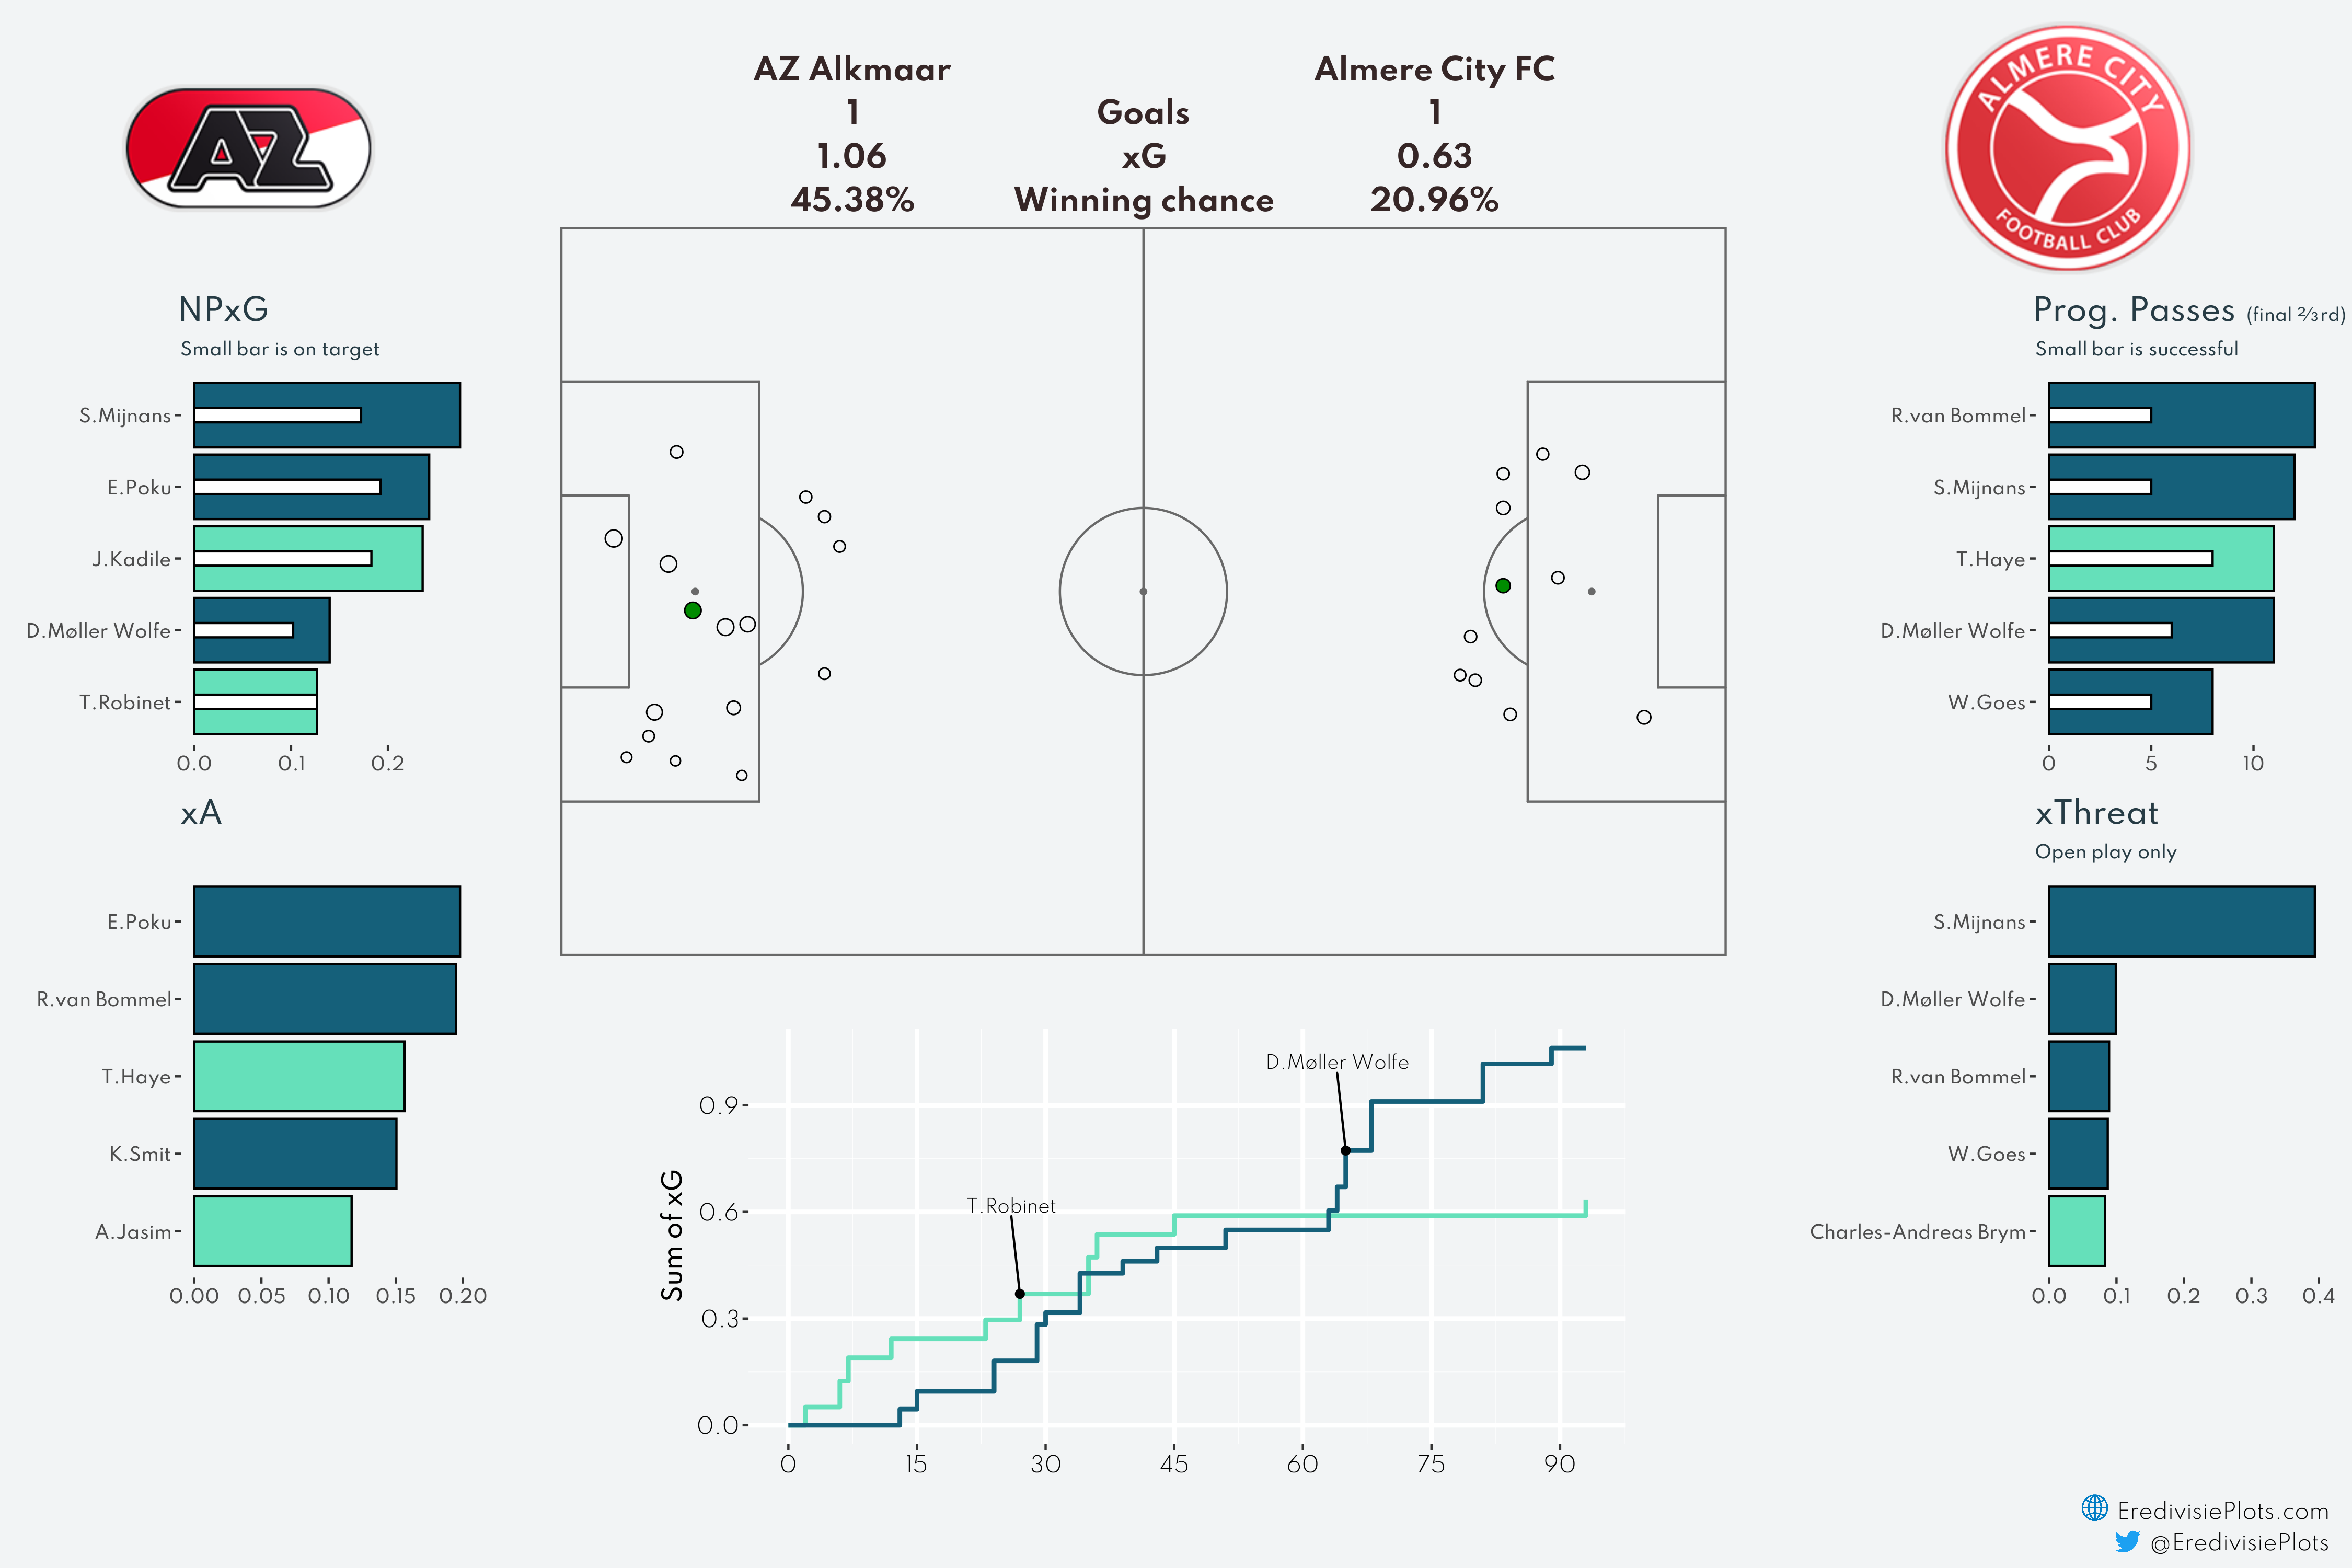 AZ Alkmaar
Almere City FC
1 Goals 1
1.06 xG 0.63
45.38% Winning chance 20.96%
AZ
ALMERE CITY
FOOTBALL CLUB
NPxG
Small bar is on target
S.Mijnans
E.Poku
J.Kadile
D.Møller Wolfe
T.Robinet
0.0 0.1 0.2
xA
E.Poku
R.van Bommel
T.Haye
K.Smit
A.Jasim
0.00 0.05 0.10 0.15 0.20
Sum of xG
0.9
0.6
0.3
0.0
D.Møller Wolfe
T.Robinet
0 15 30 45 60 75 90
Prog. Passes (final ⅔rd)
Small bar is successful
R.van Bommel
S.Mijnans
T.Haye
D.Møller Wolfe
W.Goes
0 5 10
xThreat
Open play only
S.Mijnans
D.Møller Wolfe
R.van Bommel
W.Goes
Charles-Andreas Brym
0.0 0.1 0.2 0.3 0.4
EredivisiePlots.com
@EredivisiePlots